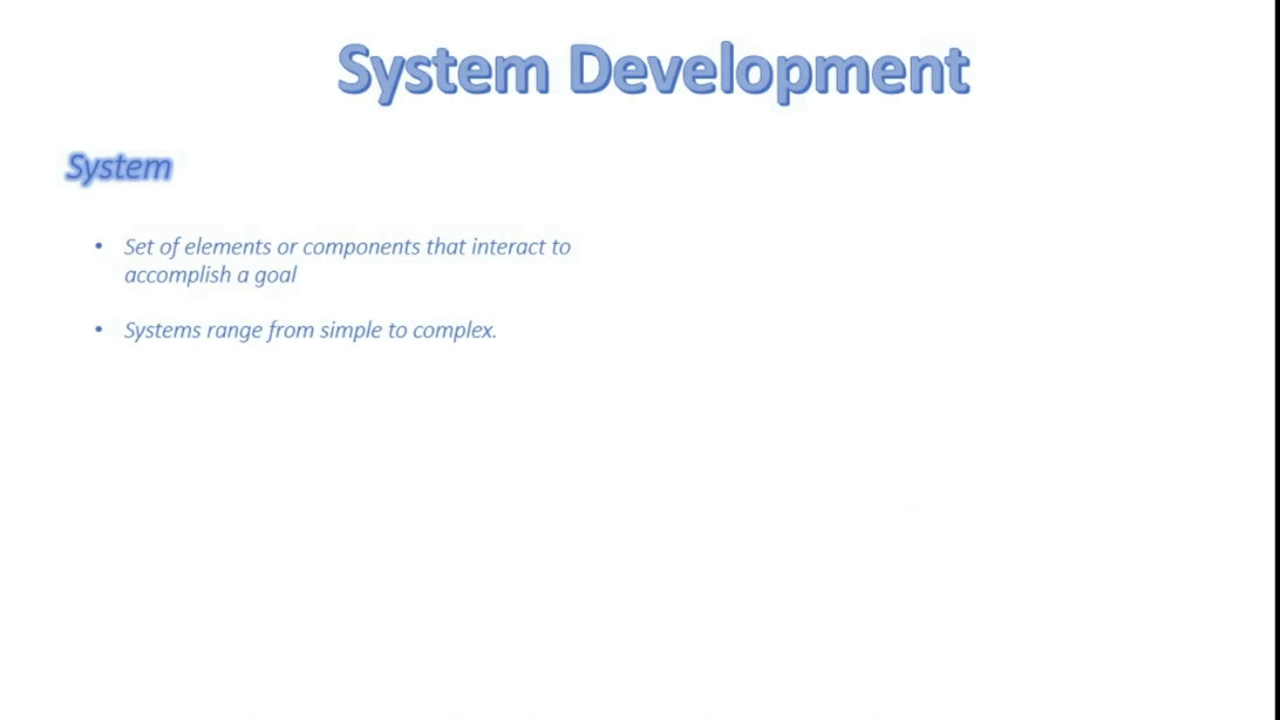 System Development
System
• Set of elements or components that interact to
accomplish a goal
• Systems range from simple to complex.